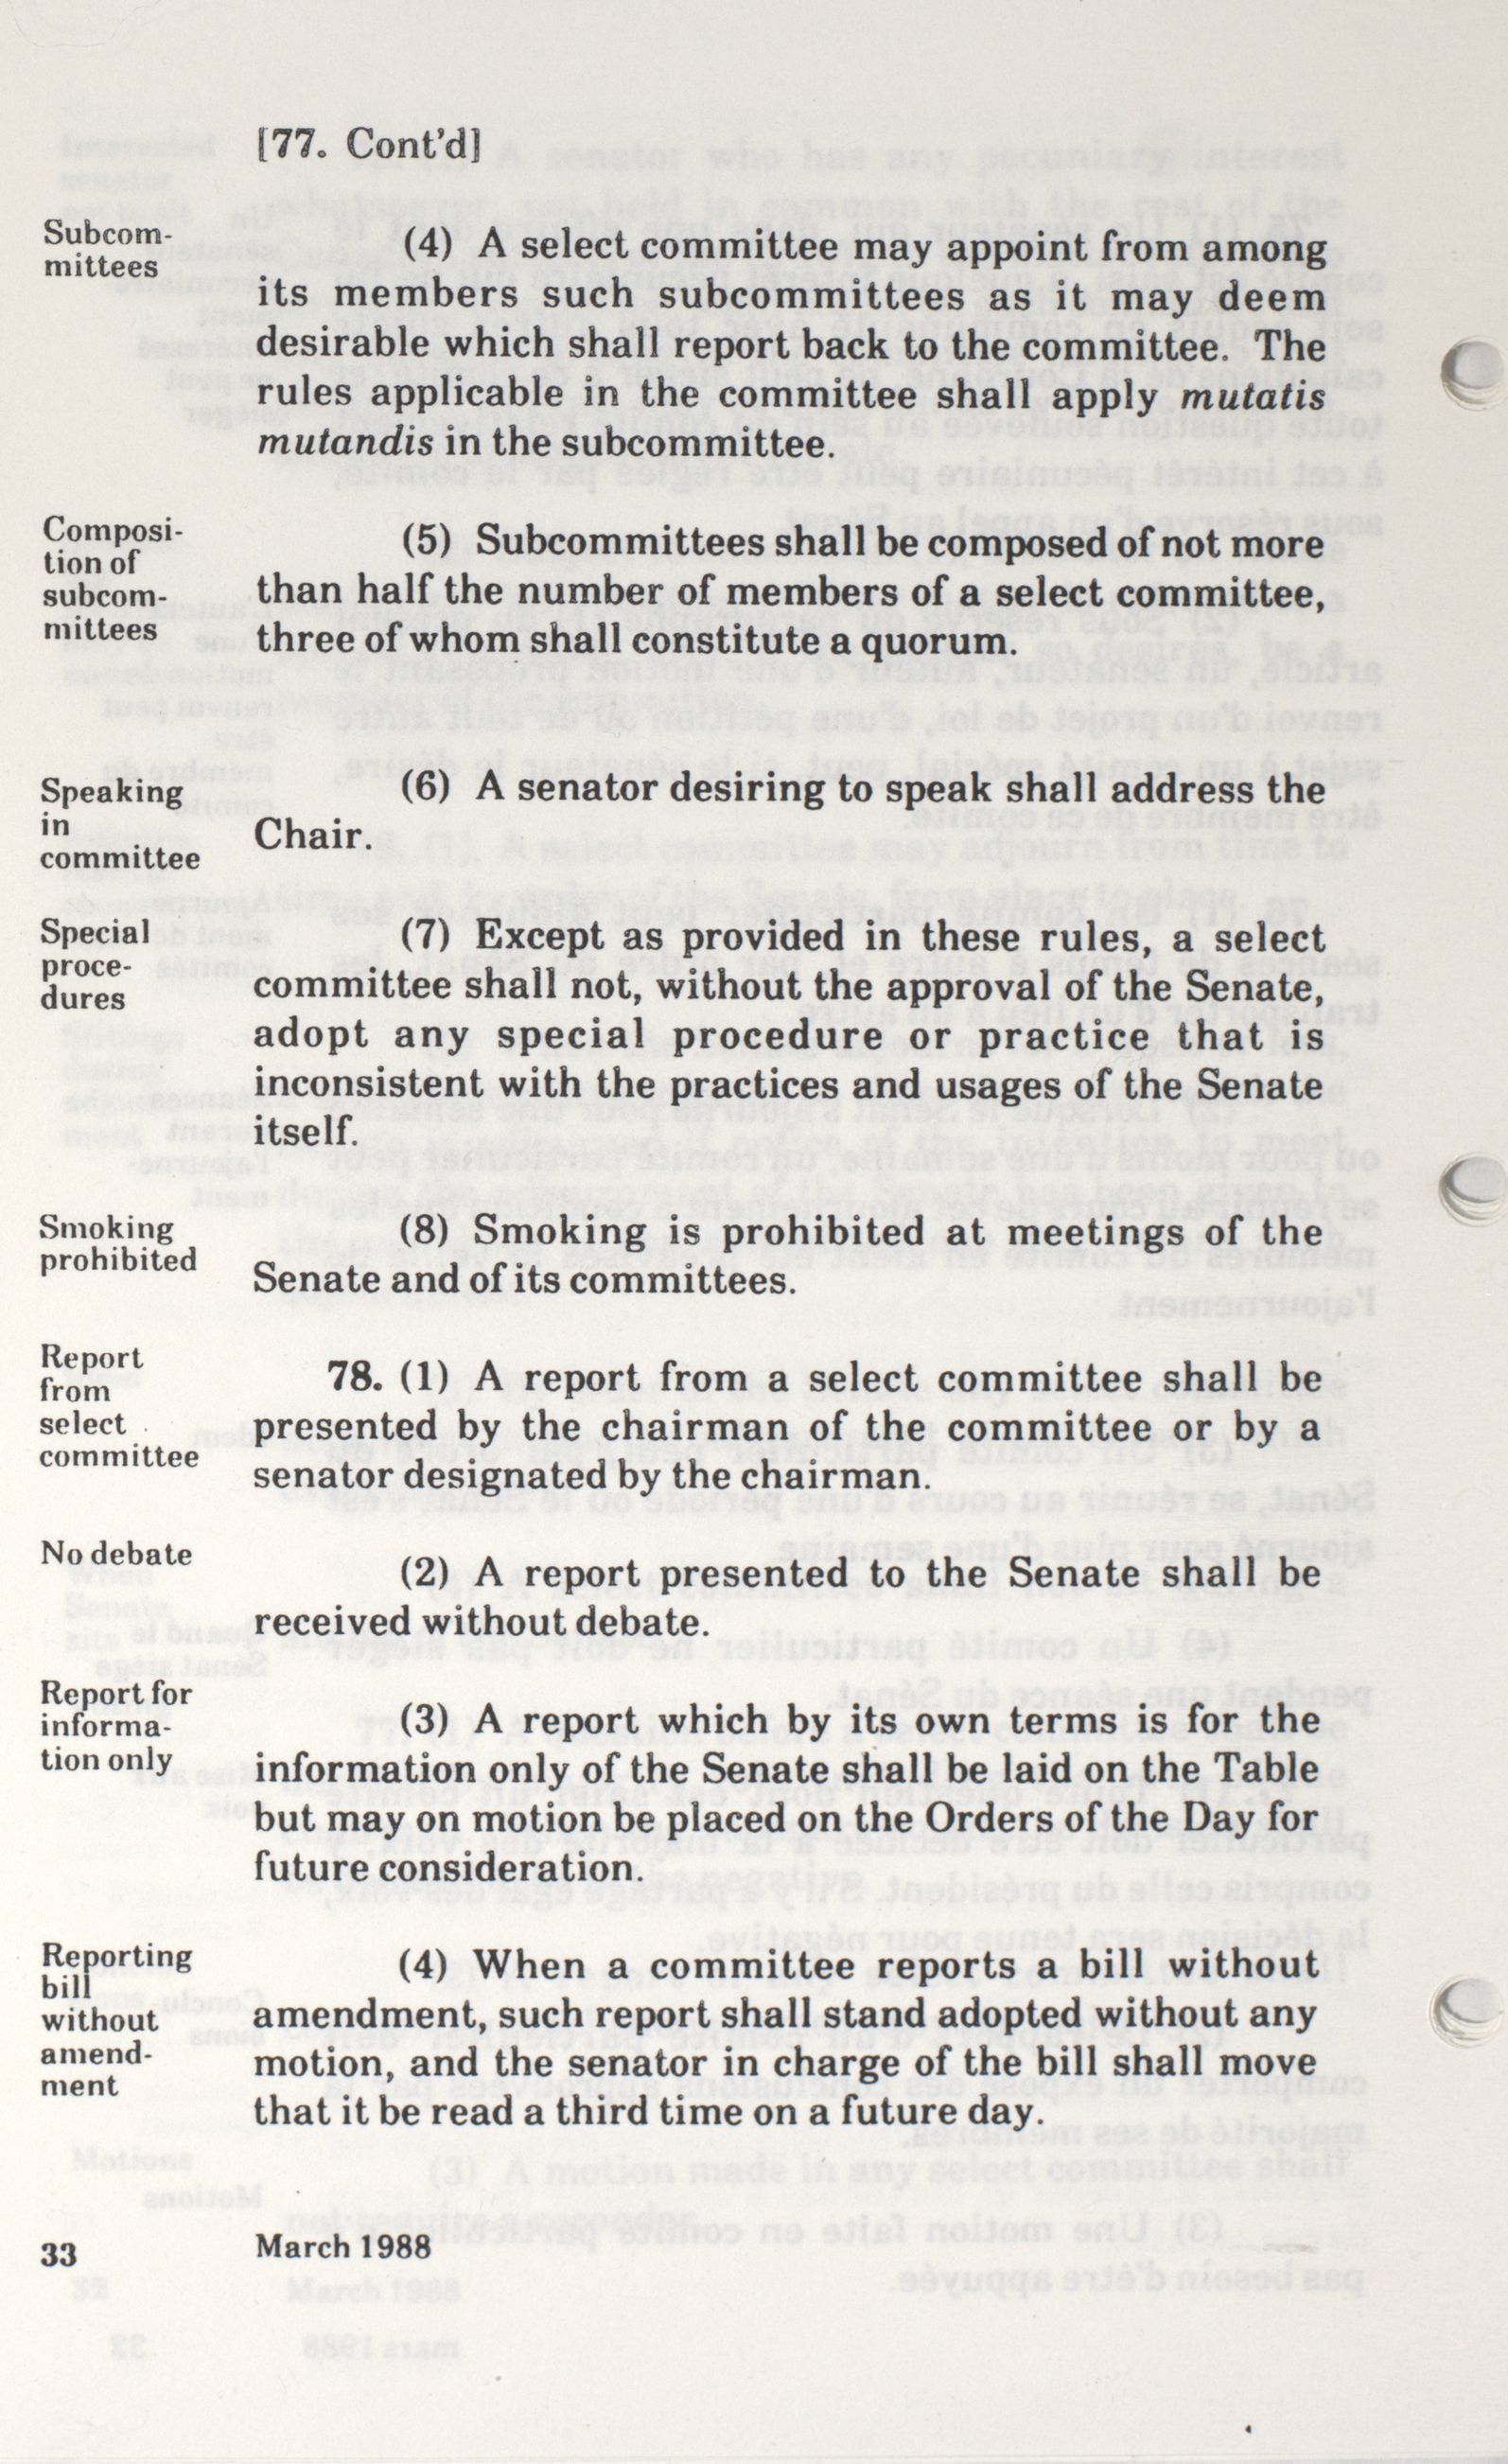 [77. Cont'd]
Subcom-
mittees
(4) A select committee may appoint from among
its members such subcommittees as it may deem
desirable which shall report back to the committee. The
rules applicable in the committee shall apply mutatis
mutandis in the subcommittee.
Composi-
tion of
subcom-
mittees
(5) Subcommittees shall be composed of not more
than half the number of members of a select committee,
three of whom shall constitute a quorum.
Speaking
in
committee
(6) A senator desiring to speak shall address the
Chair.
Special
proce-
dures
(7) Except as provided in these rules, a select
committee shall not, without the approval of the Senate,
adopt any special procedure or practice that is
inconsistent with the practices and usages of the Senate
itself.
Smoking
prohibited
(8) Smoking is prohibited at meetings of the
Senate and of its committees.
Report
from
select
committee
78. (1) A report from a select committee shall be
presented by the chairman of the committee or by a
senator designated by the chairman.
No debate
(2) A report presented to the Senate shall be
received without debate.
Report for
informa-
tion only
(3) A report which by its own terms is for the
information only of the Senate shall be laid on the Table
but may on motion be placed on the Orders of the Day for
future consideration.
Reporting
bill
without
amend-
ment
(4) When a committee reports a bill without
amendment, such report shall stand adopted without any
motion, and the senator in charge of the bill shall move
that it be read a third time on a future day.
33
March 1988